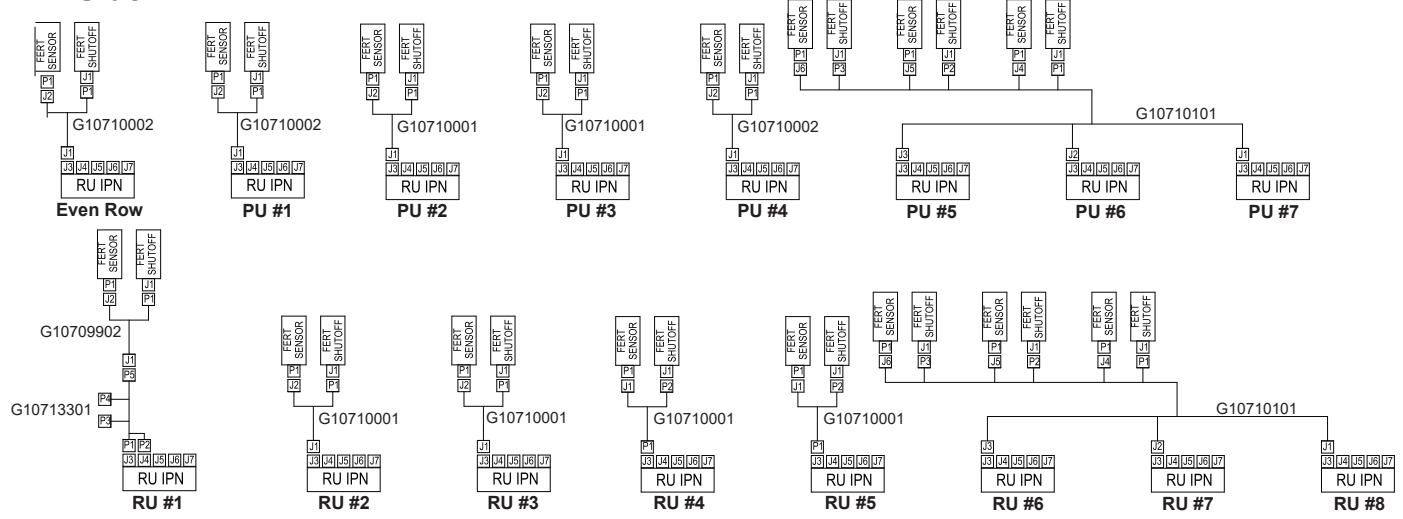 FERT
SENSOR
FERT
SHUTOFF
P1
J1
J2
P1
G10710002
J1
J3 J4 J5 J6 J7
RU IPN
Even Row
FERT
SENSOR
FERT
SHUTOFF
P1
J1
J2
P1
G10710002
J1
J3 J4 J5 J6 J7
RU IPN
PU #1
FERT
SENSOR
FERT
SHUTOFF
P1
J1
J2
P1
G10710001
J1
J3 J4 J5 J6 J7
RU IPN
PU #2
FERT
SENSOR
FERT
SHUTOFF
P1
J1
J2
P1
G10710001
J1
J3 J4 J5 J6 J7
RU IPN
PU #3
FERT
SENSOR
FERT
SHUTOFF
P1
J1
J2
P1
G10710002
J1
J3 J4 J5 J6 J7
RU IPN
PU #4
FERT
SENSOR
FERT
SHUTOFF
P1
J1
J6
P3
FERT
SENSOR
FERT
SHUTOFF
P1
J1
J5
P2
FERT
SENSOR
FERT
SHUTOFF
P1
J1
J4
P1
G10710101
J3
J3 J4 J5 J6 J7
RU IPN
PU #5
J2
J3 J4 J5 J6 J7
RU IPN
PU #6
J1
J3 J4 J5 J6 J7
RU IPN
PU #7
FERT
SENSOR
FERT
SHUTOFF
P1
J1
J2
P1
G10709902
J1
P5
P4
G10713301
P3
P1 P2
J3 J4 J5 J6 J7
RU IPN
RU #1
FERT
SENSOR
FERT
SHUTOFF
P1
J1
J2
P1
G10710001
J1
J3 J4 J5 J6 J7
RU IPN
RU #2
FERT
SENSOR
FERT
SHUTOFF
P1
J1
J2
P1
G10710001
J1
J3 J4 J5 J6 J7
RU IPN
RU #3
FERT
SENSOR
FERT
SHUTOFF
P1
J1
J1
P2
G10710001
P1
J3 J4 J5 J6 J7
RU IPN
RU #4
FERT
SENSOR
FERT
SHUTOFF
P1
J1
J1
P2
G10710001
P1
J3 J4 J5 J6 J7
RU IPN
RU #5
FERT
SENSOR
FERT
SHUTOFF
P1
J1
J6
P3
FERT
SENSOR
FERT
SHUTOFF
P1
J1
J5
P2
FERT
SENSOR
FERT
SHUTOFF
P1
J1
J4
P1
G10710101
J3
J3 J4 J5 J6 J7
RU IPN
RU #6
J2
J3 J4 J5 J6 J7
RU IPN
RU #7
J1
J3 J4 J5 J6 J7
RU IPN
RU #8